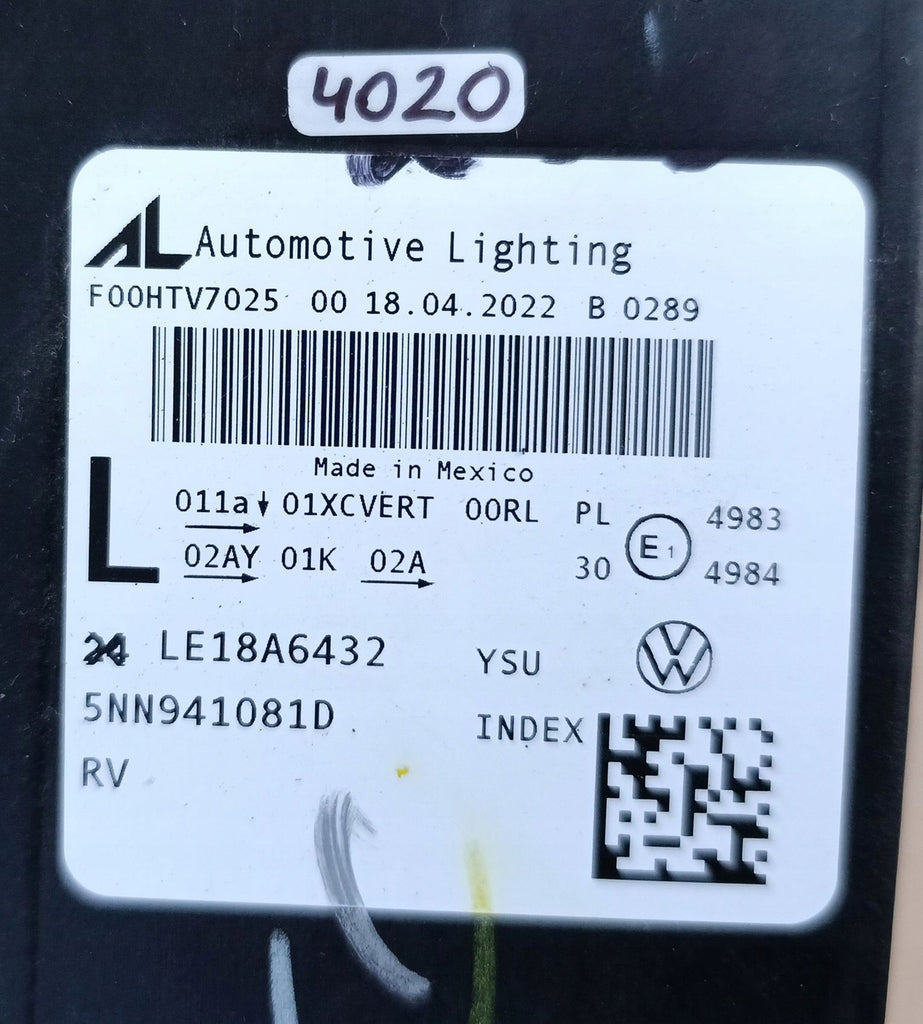 4020
AL Automotive Lighting
F00HTV7025 00 18.04.2022 B 0289
Made in Mexico
L
011a↓ 01XCVERT 00RL PL 4983
02AY 01K 02A 30 E1 4984
LE18A6432 YSU
5NN941081D INDEX
RV